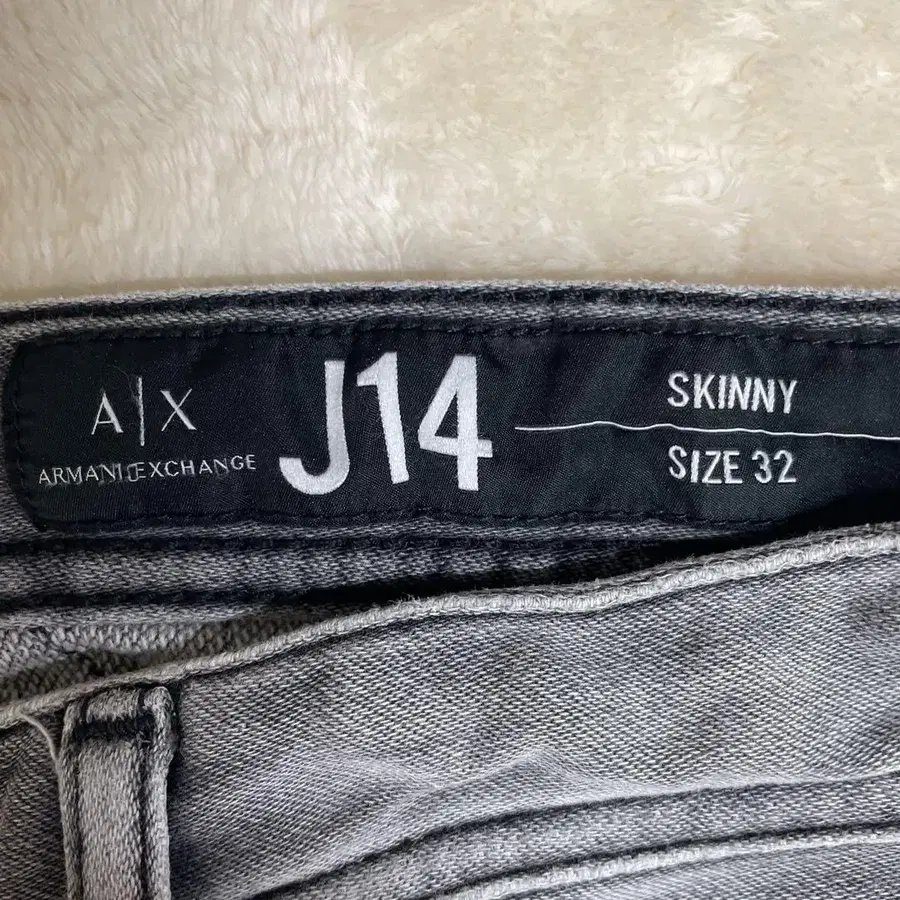 A|X
ARMANI EXCHANGE
J14
SKINNY
SIZE 32